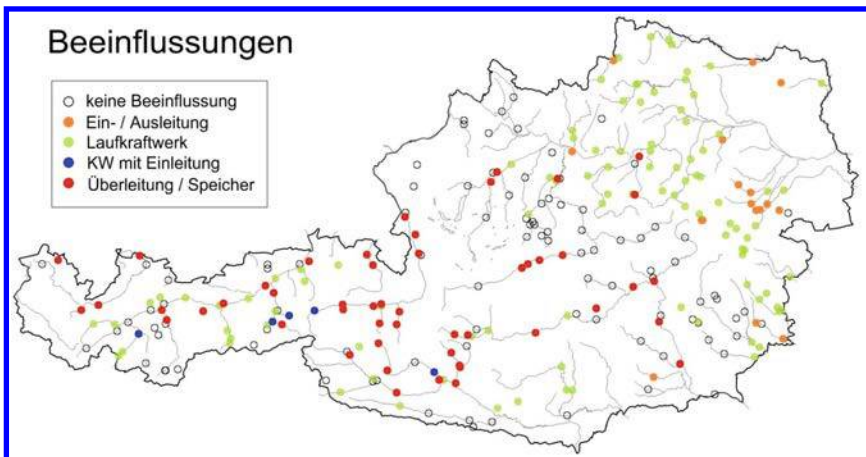 Beeinflussungen
keine Beeinflussung
Ein- / Ausleitung
Laufkraftwerk
KW mit Einleitung
Überleitung / Speicher